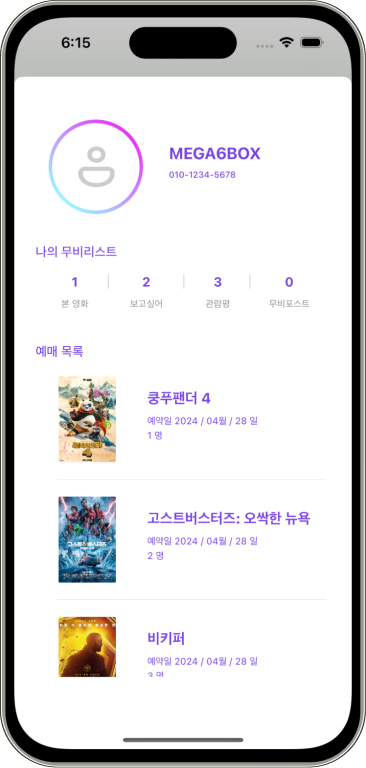 6:15
MEGA6BOX
010-1234-5678
나의 무비리스트
1 2 3 0
본 영화 보고싶어 관람평 무비포스트
예매 목록
쿵푸팬더 4
예약일 2024 / 04월 / 28 일
1 명
고스트버스터즈: 오싹한 뉴욕
예약일 2024 / 04월 / 28 일
2 명
비키퍼
예약일 2024 / 04월 / 28 일
3 명